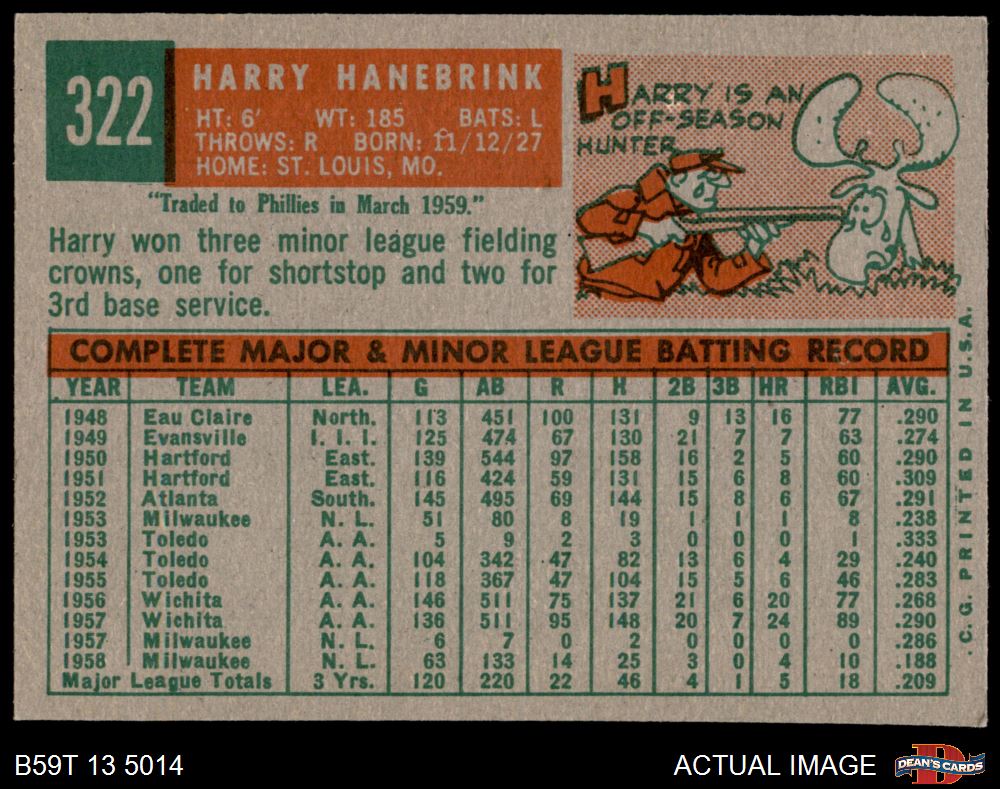 322
HARRY HANEBRINK
HT: 6' WT: 185 BATS: L
THROWS: R BORN: 11/12/27
HOME: ST. LOUIS, MO.
HARRY IS AN
OFF-SEASON
HUNTER
"Traded to Phillies in March 1959."
Harry won three minor league fielding
crowns, one for shortstop and two for
3rd base service.
COMPLETE MAJOR & MINOR LEAGUE BATTING RECORD
YEAR TEAM LEA. G AB R H 2B 3B HR RBI AVG.
1948 Eau Claire North. 113 451 100 131 9 13 16 77 .290
1949 Evansville I. I. I. 125 474 67 130 21 7 7 63 .274
1950 Hartford East. 139 544 97 158 16 2 5 60 .290
1951 Hartford East. 116 424 59 131 15 6 8 60 .309
1952 Atlanta South. 145 495 69 144 15 8 6 67 .291
1953 Milwaukee N. L. 51 80 8 19 1 1 1 8 .238
1953 Toledo A. A. 5 9 2 3 0 0 0 1 .333
1954 Toledo A. A. 104 342 47 82 13 6 4 29 .240
1955 Toledo A. A. 118 367 47 104 15 5 6 46 .283
1956 Wichita A. A. 146 511 75 137 21 6 20 77 .268
1957 Wichita A. A. 136 511 95 148 20 7 24 89 .290
1957 Milwaukee N. L. 6 7 0 2 0 0 0 0 .286
1958 Milwaukee N. L. 63 133 14 25 3 0 4 10 .188
Major League Totals 3 Yrs. 120 220 22 46 4 1 5 18 .209
.C.G. PRINTED IN U.S.A.
B59T 13 5014
ACTUAL IMAGE
D
DEAN'S CARDS